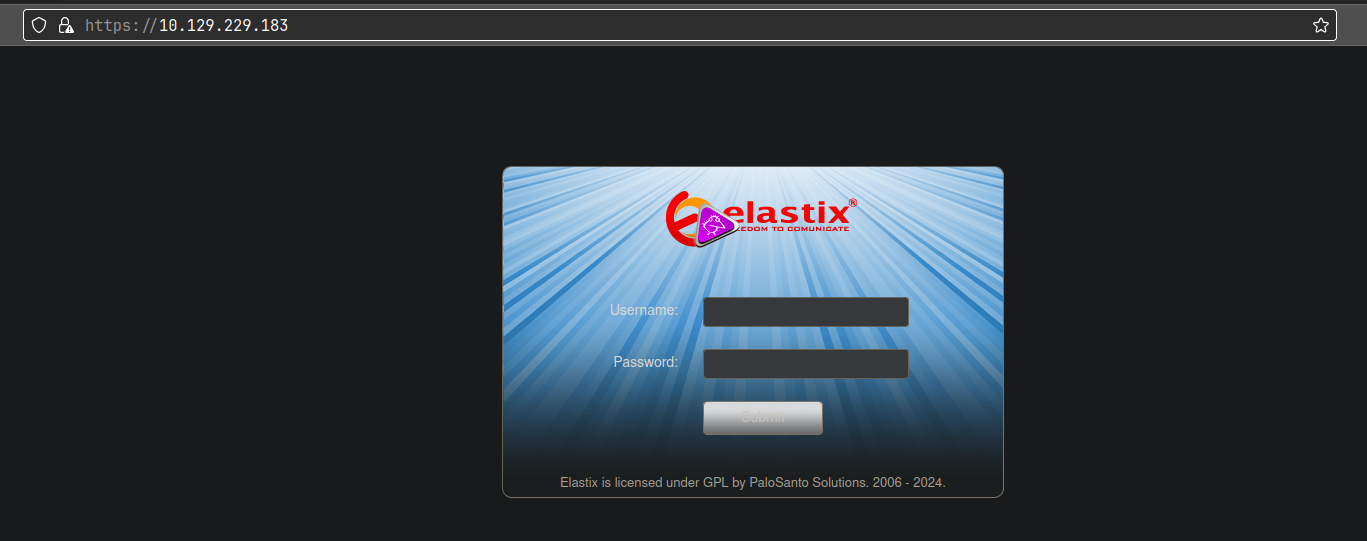 https://10.129.229.183
elastix®
EEDOM TO COMUNICATE
Username:
Password:
Submit
Elastix is licensed under GPL by PaloSanto Solutions. 2006 - 2024.